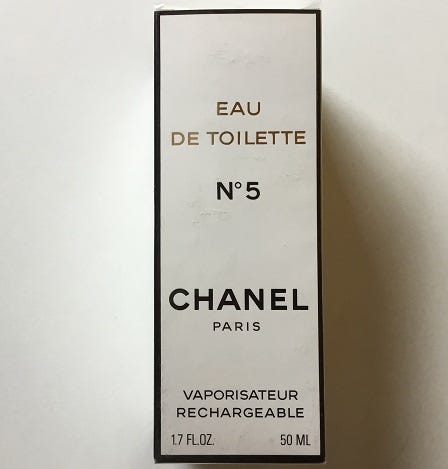 EAU
DE TOILETTE
N°5
CHANEL
PARIS
VAPORISATEUR
RECHARGEABLE
1.7 FL.OZ. 50 ML